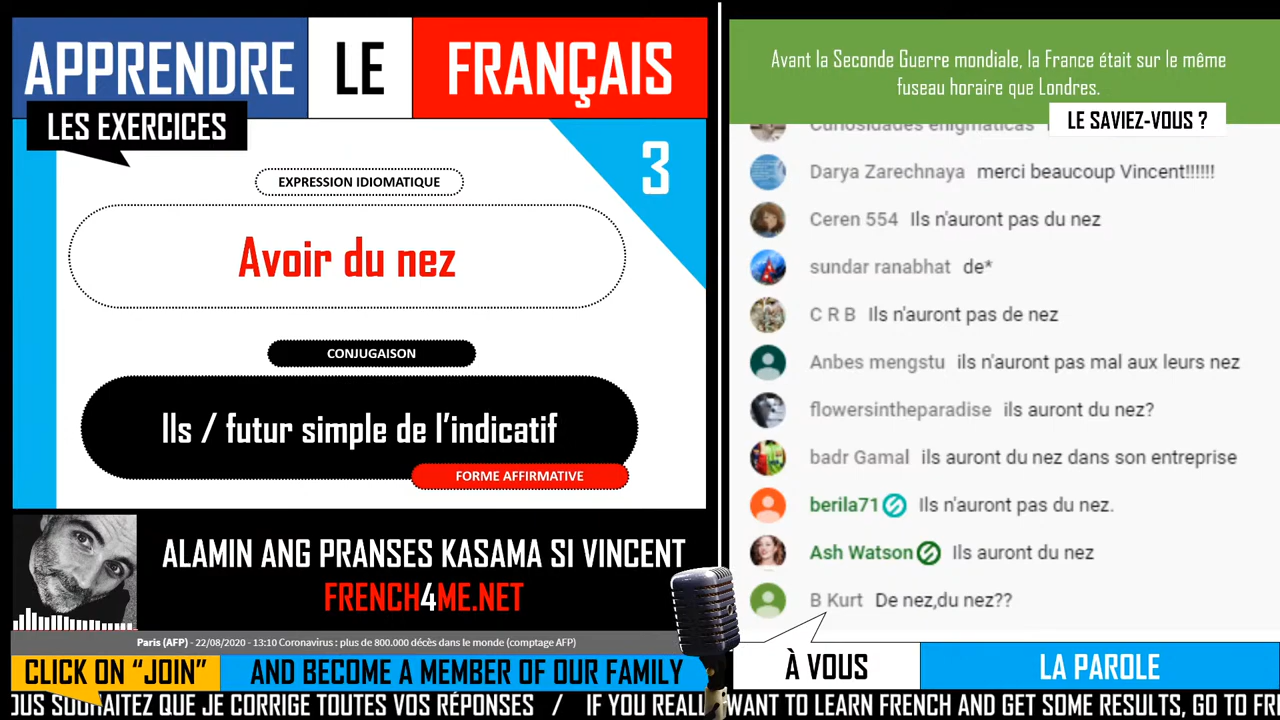 APPRENDRE LE FRANÇAIS
LES EXERCICES
3
EXPRESSION IDIOMATIQUE
Avoir du nez
CONJUGAISON
Ils / futur simple de l'indicatif
FORME AFFIRMATIVE
ALAMIN ANG PRANSES KASAMA SI VINCENT
FRENCH4ME.NET
Paris (AFP) - 22/08/2020 - 13:10 Coronavirus : plus de 800.000 décès dans le monde (comptage AFP)
CLICK ON “JOIN” AND BECOME A MEMBER OF OUR FAMILY
Avant la Seconde Guerre mondiale, la France était sur le même
fuseau horaire que Londres.
LE SAVIEZ-VOUS ?
Curiosidades enigmáticas
Darya Zarechnaya merci beaucoup Vincent!!!!!!
Ceren 554 Ils n'auront pas du nez
sundar ranabhat de*
C R B Ils n'auront pas de nez
Anbes mengstu ils n'auront pas mal aux leurs nez
flowersintheparadise ils auront du nez?
badr Gamal ils auront du nez dans son entreprise
berila71 Ils n'auront pas du nez.
Ash Watson Ils auront du nez
B Kurt De nez,du nez??
À VOUS LA PAROLE
OUS SOUHAITEZ QUE JE CORRIGE TOUTES VOS RÉPONSES / IF YOU REALL WANT TO LEARN FRENCH AND GET SOME RESULTS, GO TO FR